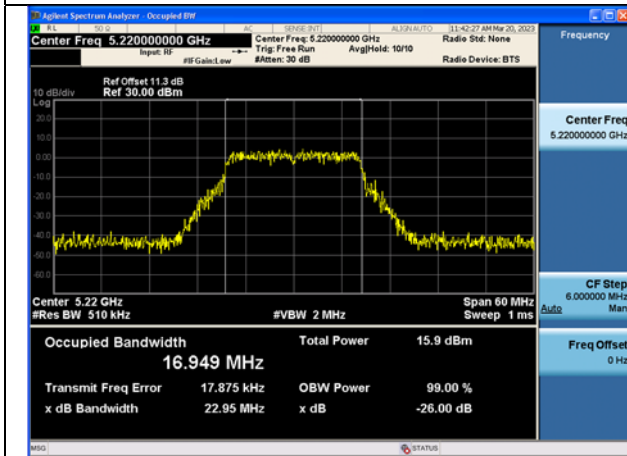 Agilent Spectrum Analyzer - Occupied BW
RL 50 Ω AC SENSE:INT ALIGN AUTO 11:42:27 AM Mar 20, 2023
Center Freq 5.220000000 GHz Center Freq: 5.220000000 GHz Radio Std: None Frequency
Input: RF Trig: Free Run Avg|Hold: 10/10
#IFGain:Low #Atten: 30 dB Radio Device: BTS
Ref Offset 11.3 dB
10 dB/div Ref 30.00 dBm
Log
20.0
10.0
0.00
-10.0
-20.0
-30.0
-40.0
-50.0
-60.0
Center Freq
5.220000000 GHz
Center 5.22 GHz Span 60 MHz
#Res BW 510 kHz #VBW 2 MHz Sweep 1 ms
CF Step
6.000000 MHz
Auto Man
Occupied Bandwidth Total Power 15.9 dBm
16.949 MHz
Transmit Freq Error 17.875 kHz OBW Power 99.00 %
x dB Bandwidth 22.95 MHz x dB -26.00 dB
Freq Offset
0 Hz
MSG STATUS